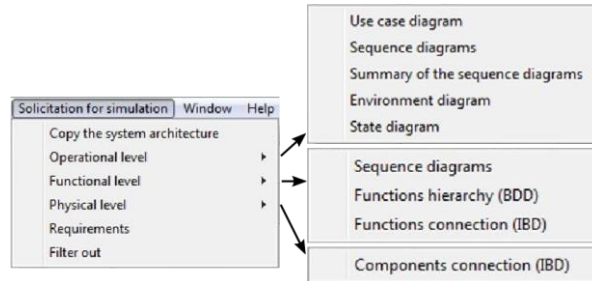 Solicitation for simulation Window Help
Copy the system architecture
Operational level
Functional level
Physical level
Requirements
Filter out
Use case diagram
Sequence diagrams
Summary of the sequence diagrams
Environment diagram
State diagram
Sequence diagrams
Functions hierarchy (BDD)
Functions connection (IBD)
Components connection (IBD)